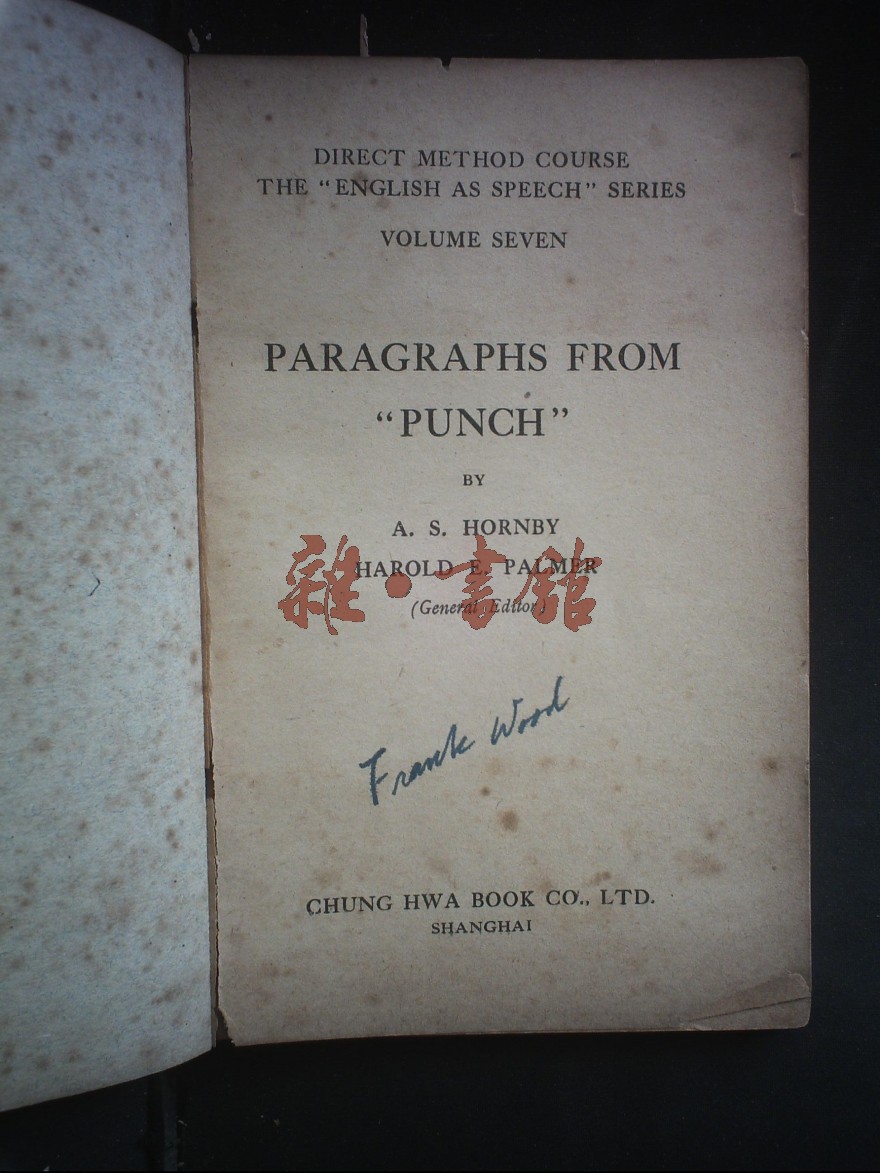 DIRECT METHOD COURSE
THE “ENGLISH AS SPEECH” SERIES
VOLUME SEVEN
PARAGRAPHS FROM
“PUNCH”
BY
A. S. HORNBY
HAROLD E. PALMER
雜·書館
(General Editor)
Frank Wood
CHUNG HWA BOOK CO., LTD.
SHANGHAI